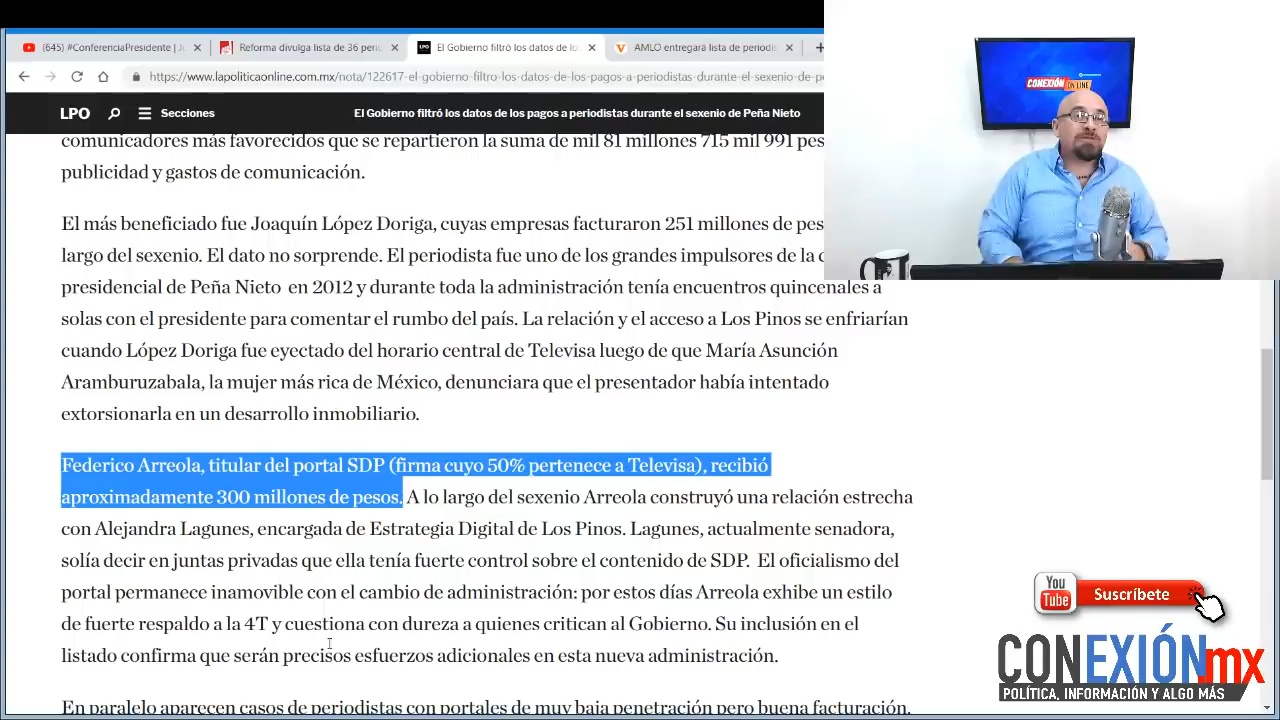 (645) #ConferenciaPresidente | Ju
Reforma divulga lista de 36 perio
El Gobierno filtró los datos de lo
AMLO entregará lista de periodis
https://www.lapoliticaonline.com.mx/nota/122617-el-gobierno-filtro-los-datos-de-los-pagos-a-periodistas-durante-el-sexenio-de-pe
LPO
Secciones
El Gobierno filtró los datos de los pagos a periodistas durante el sexenio de Peña Nieto
CONEXIÓN
ON LINE
comunicadores más favorecidos que se repartieron la suma de mil 81 millones 715 mil 991 pes
publicidad y gastos de comunicación.
El más beneficiado fue Joaquín López Doriga, cuyas empresas facturaron 251 millones de pes
largo del sexenio. El dato no sorprende. El periodista fue uno de los grandes impulsores de la c
presidencial de Peña Nieto en 2012 y durante toda la administración tenía encuentros quincenales a
solas con el presidente para comentar el rumbo del país. La relación y el acceso a Los Pinos se enfriarían
cuando López Doriga fue eyectado del horario central de Televisa luego de que María Asunción
Aramburuzabala, la mujer más rica de México, denunciara que el presentador había intentado
extorsionarla en un desarrollo inmobiliario.
Federico Arreola, titular del portal SDP (firma cuyo 50% pertenece a Televisa), recibió
aproximadamente 300 millones de pesos. A lo largo del sexenio Arreola construyó una relación estrecha
con Alejandra Lagunes, encargada de Estrategia Digital de Los Pinos. Lagunes, actualmente senadora,
solía decir en juntas privadas que ella tenía fuerte control sobre el contenido de SDP. El oficialismo del
portal permanece inamovible con el cambio de administración: por estos días Arreola exhibe un estilo
de fuerte respaldo a la 4T y cuestiona con dureza a quienes critican al Gobierno. Su inclusión en el
listado confirma que serán precisos esfuerzos adicionales en esta nueva administración.
En paralelo aparecen casos de periodistas con portales de muy baja penetración pero buena facturación.
You
Tube
Suscríbete
CONEXIÓNmx
POLÍTICA, INFORMACIÓN Y ALGO MÁS